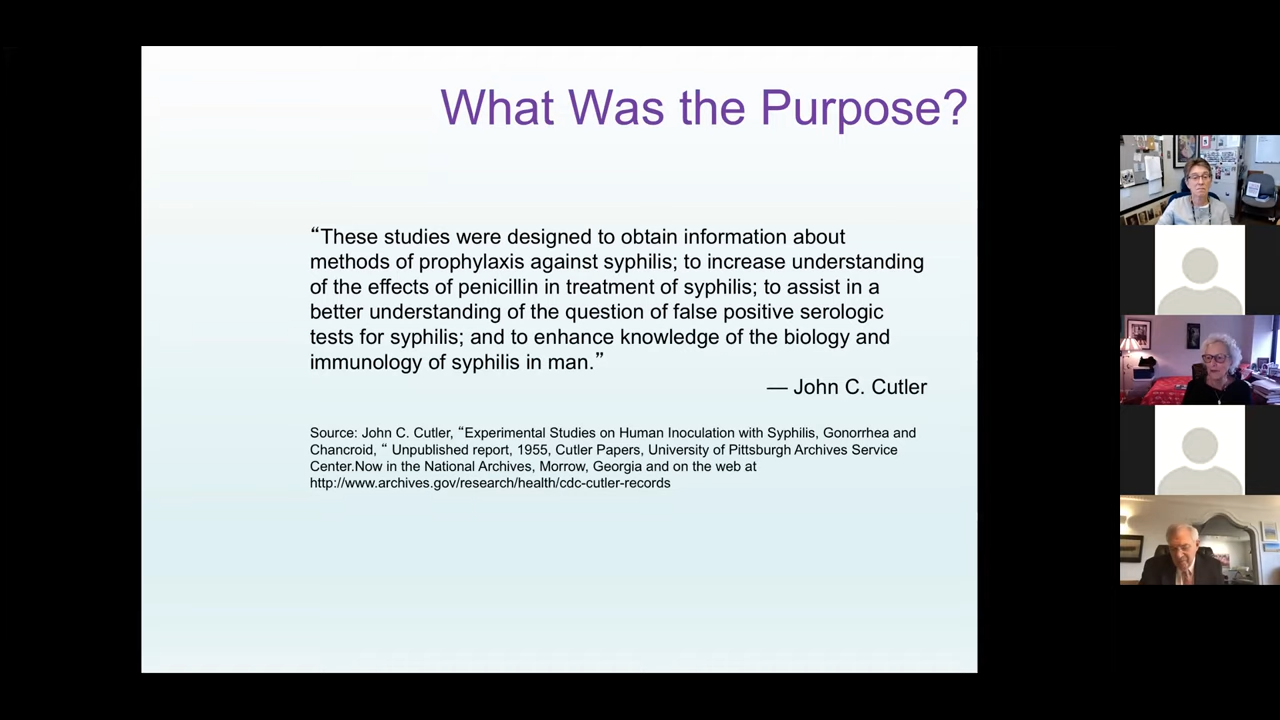 What Was the Purpose?
“These studies were designed to obtain information about
methods of prophylaxis against syphilis; to increase understanding
of the effects of penicillin in treatment of syphilis; to assist in a
better understanding of the question of false positive serologic
tests for syphilis; and to enhance knowledge of the biology and
immunology of syphilis in man.”
— John C. Cutler
Source: John C. Cutler, “Experimental Studies on Human Inoculation with Syphilis, Gonorrhea and
Chancroid, “ Unpublished report, 1955, Cutler Papers, University of Pittsburgh Archives Service
Center.Now in the National Archives, Morrow, Georgia and on the web at
http://www.archives.gov/research/health/cdc-cutler-records